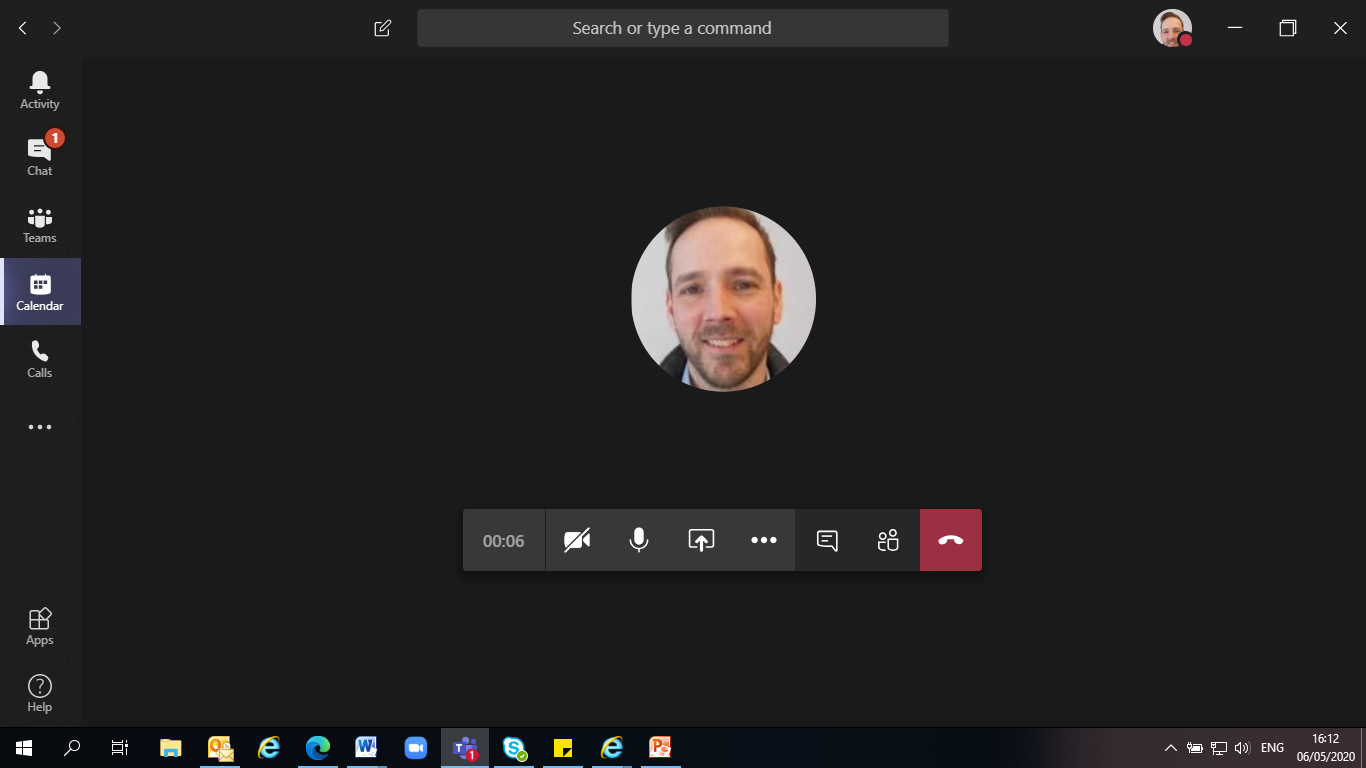 Search or type a command
Activity
1
Chat
Teams
Calendar
Calls
00:06
Apps
Help
1
ENG
16:12
06/05/2020